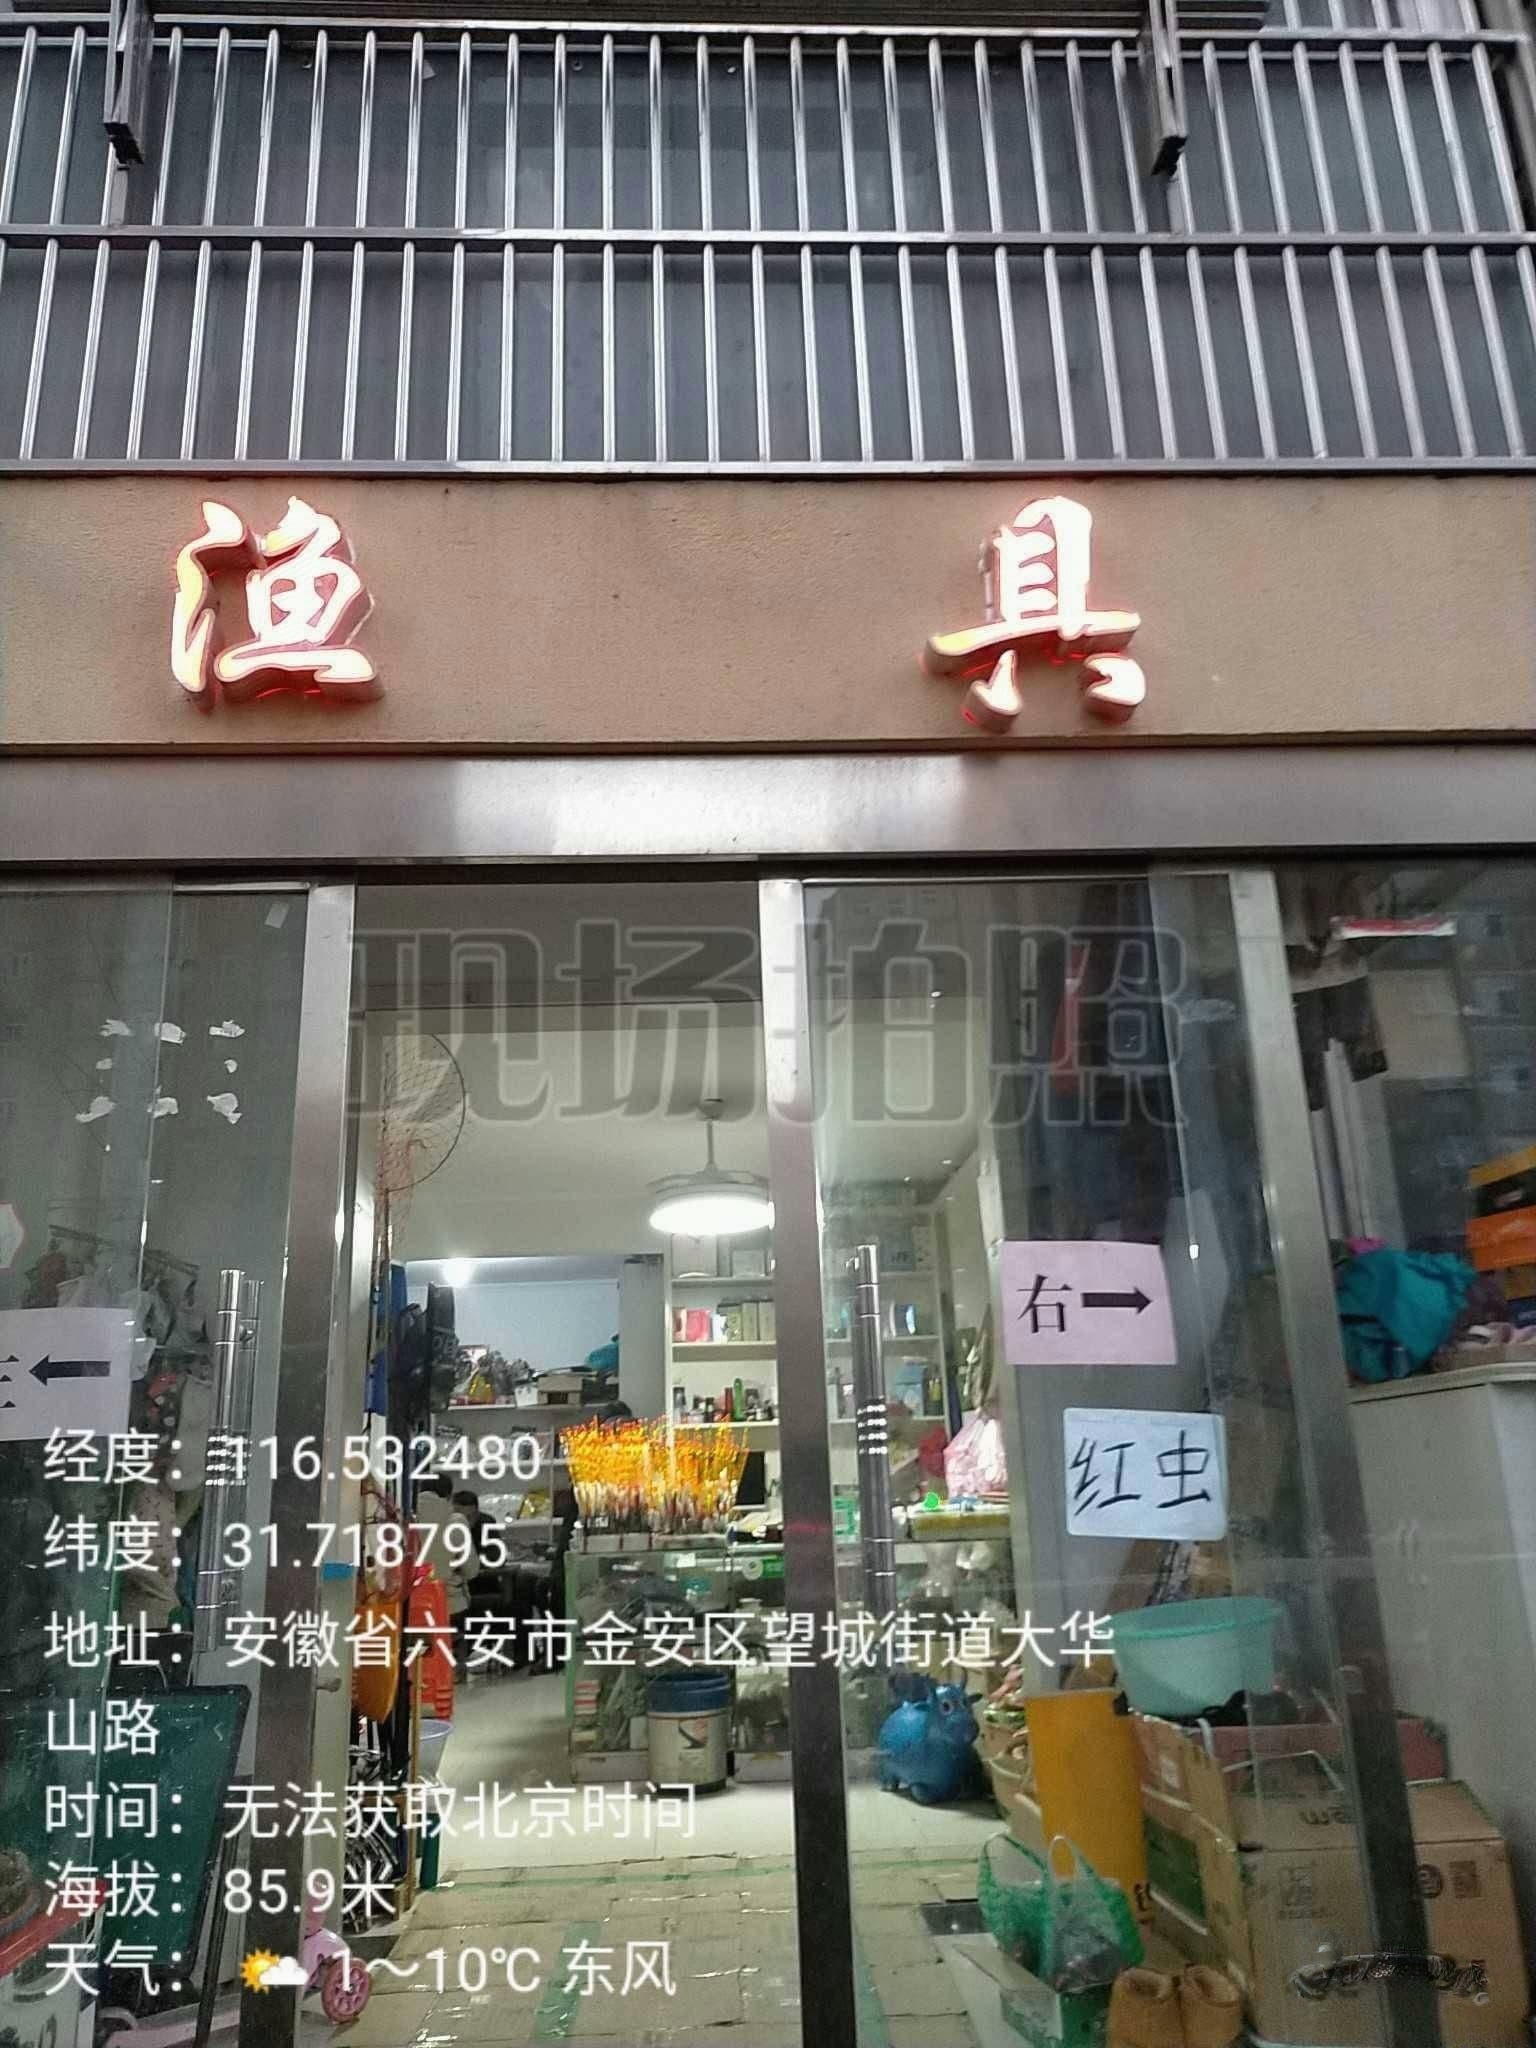 渔具
现场拍照
右→
←
红虫
经度：116.532480
纬度：31.718795
地址：安徽省六安市金安区望城街道大华
山路
时间：无法获取北京时间
海拔：85.9米
天气：1～10℃ 东风